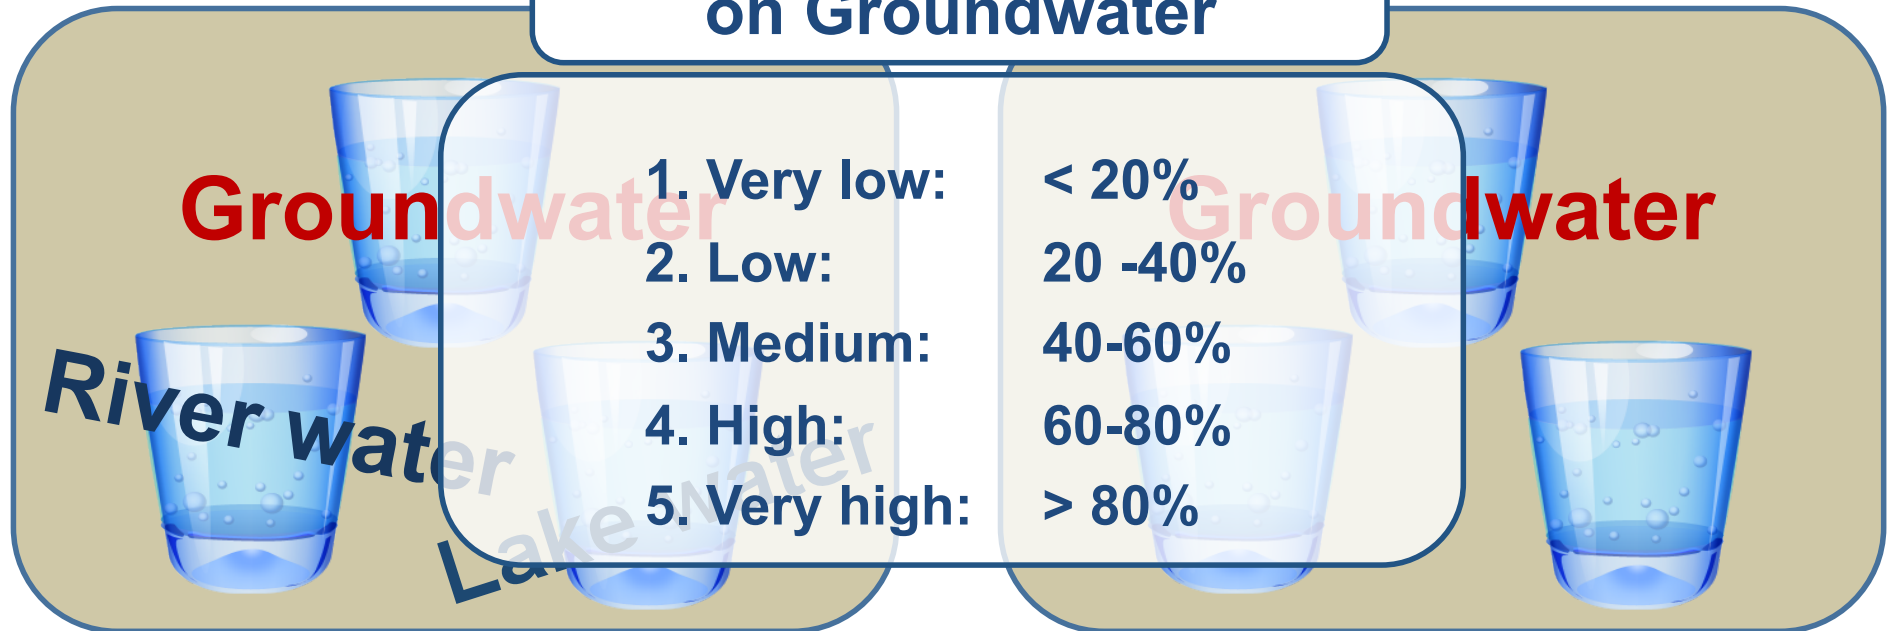 on Groundwater
Groundwater
Groundwater
1. Very low: < 20%
2. Low: 20 -40%
3. Medium: 40-60%
4. High: 60-80%
5. Very high: > 80%
River water
Lake water